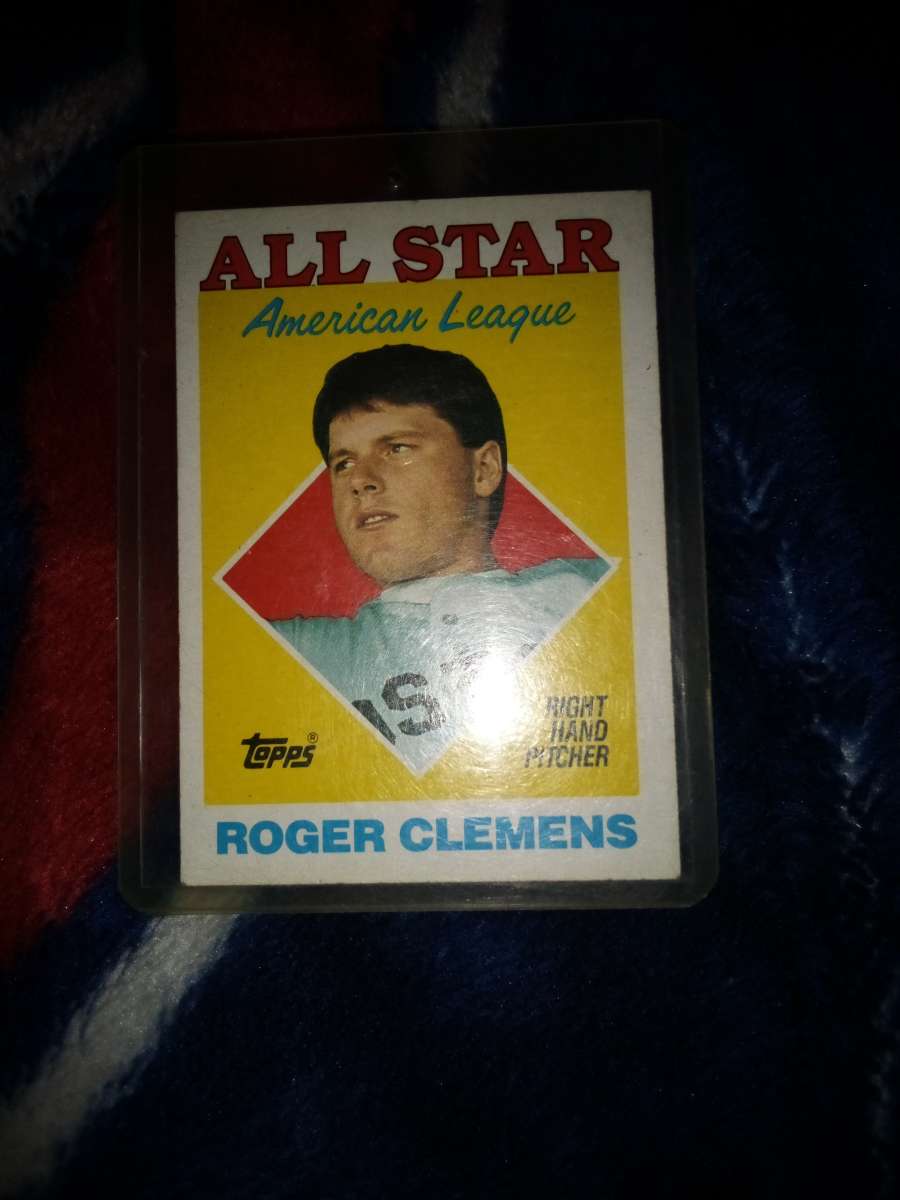 ALL STAR
American League
RIGHT
HAND
PITCHER
topps®
ROGER CLEMENS